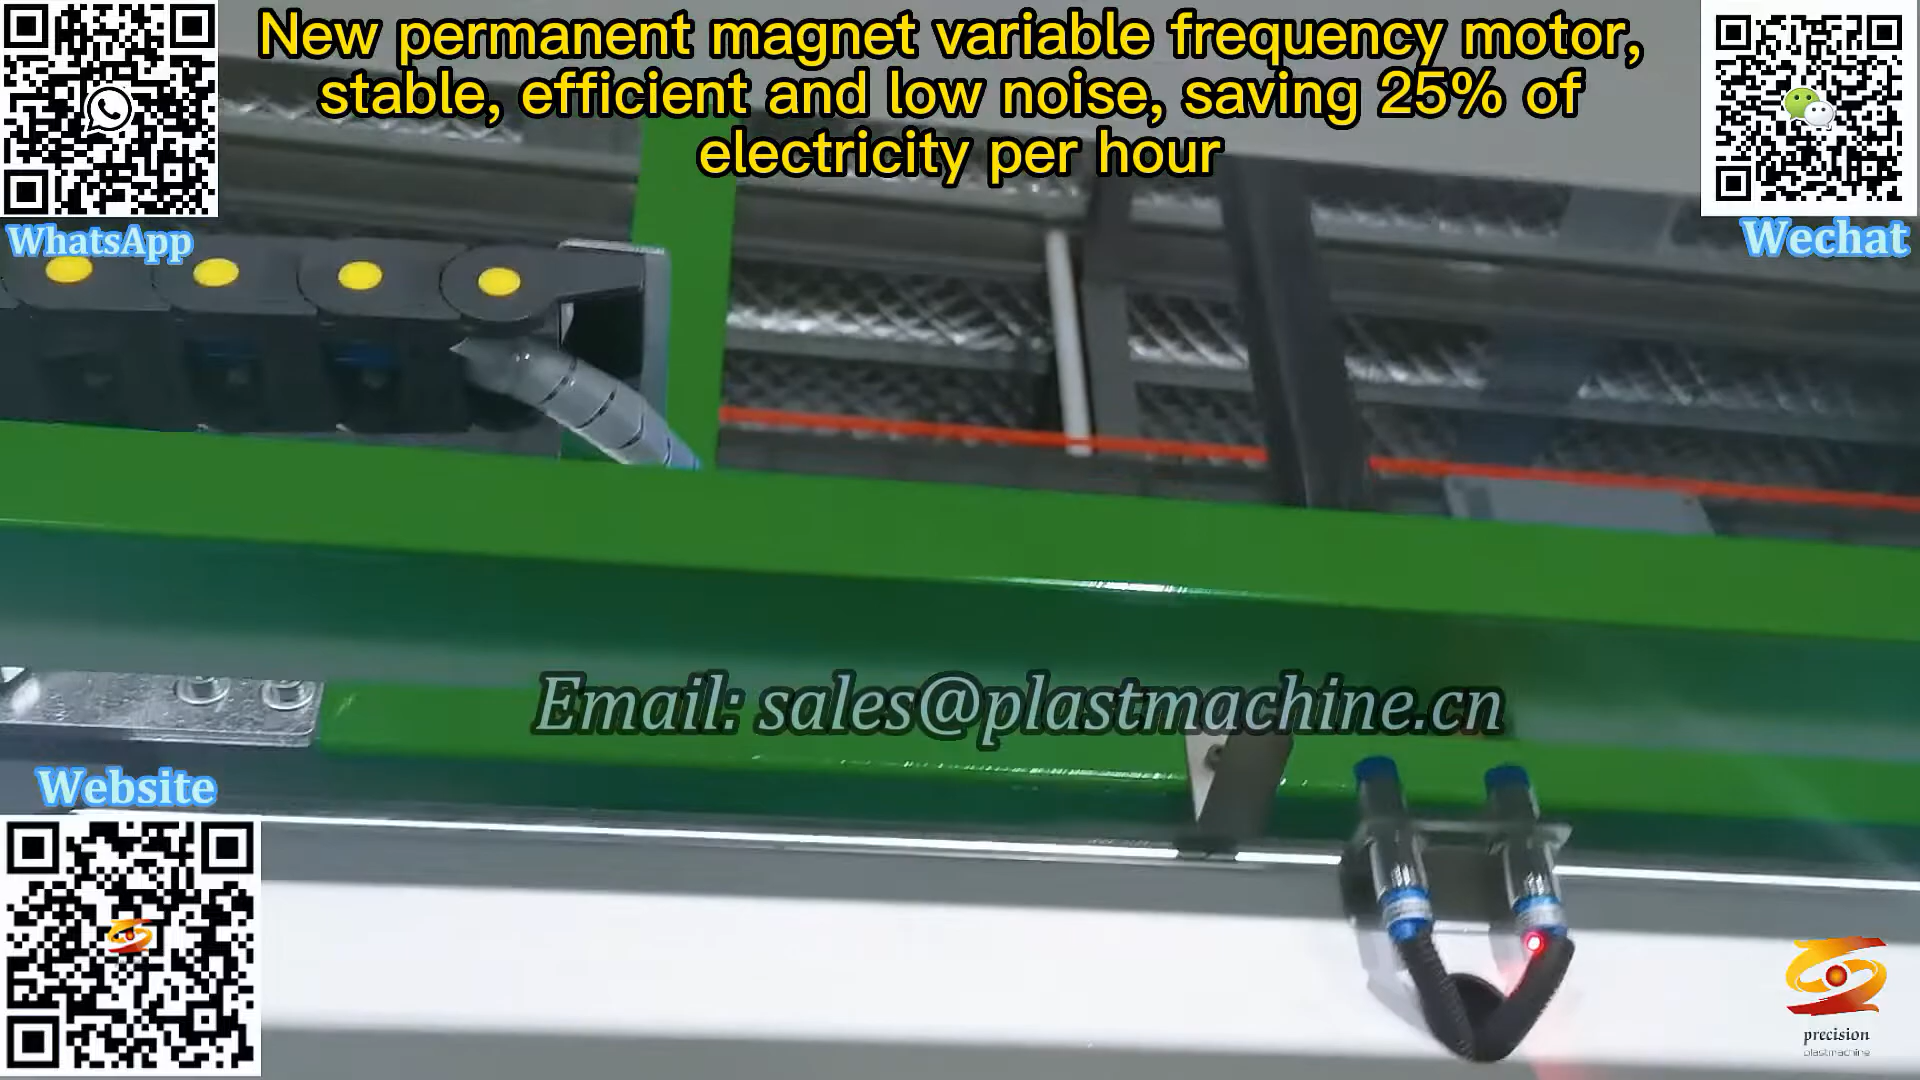 New permanent magnet variable frequency motor,
stable, efficient and low noise, saving 25% of
electricity per hour
WhatsApp
Wechat
Email: sales@plastmachine.cn
Website
precision
plastmachine